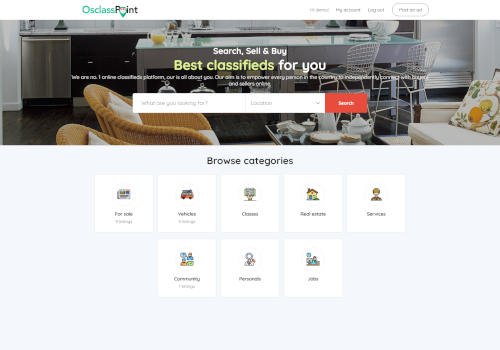 OsclassPoint
Hi demo! My account Log out Post an ad
Search, Sell & Buy
Best classifieds for you
We are no. 1 online classifieds platform, our is all about you. Our aim is to empower every person in the country to independently connect with buyers
and sellers online.
What are you looking for? Location Search
Browse categories
For sale Vehicles Classes Real estate Services
listings listings
Community Personals Jobs
listings